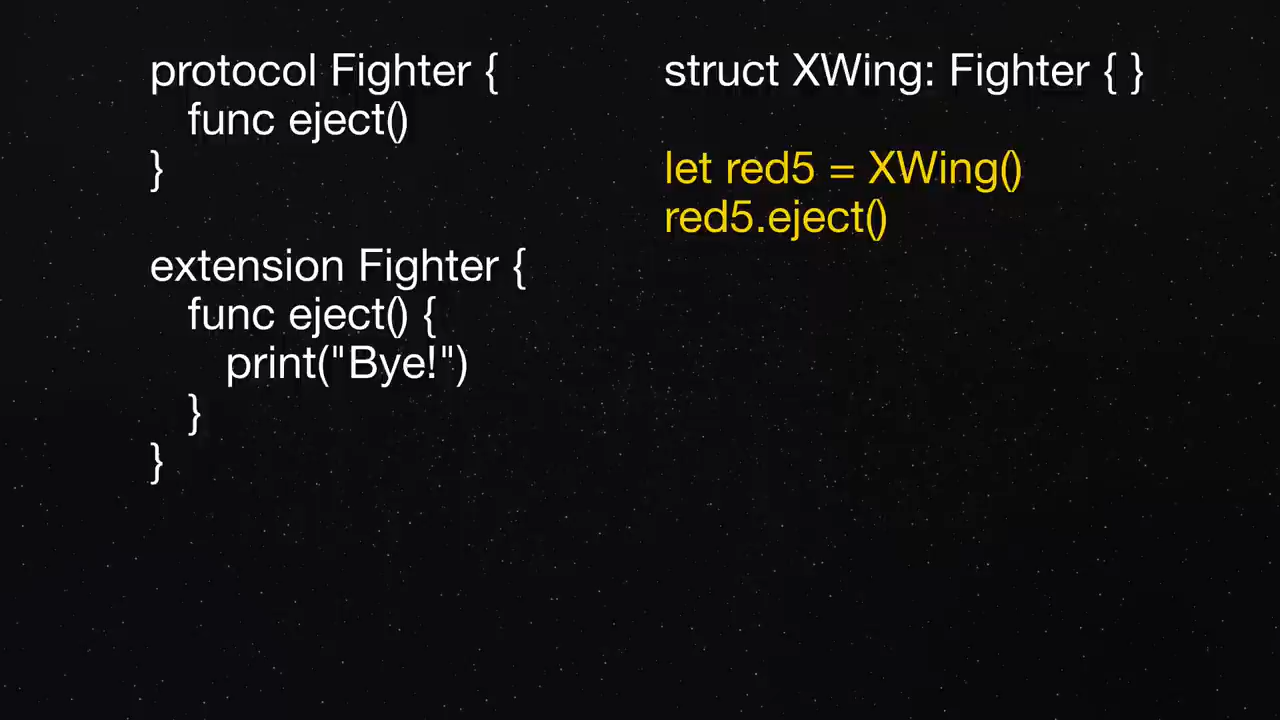 protocol Fighter {
func eject()
}
extension Fighter {
func eject() {
print("Bye!")
}
}
struct XWing: Fighter { }
let red5 = XWing()
red5.eject()